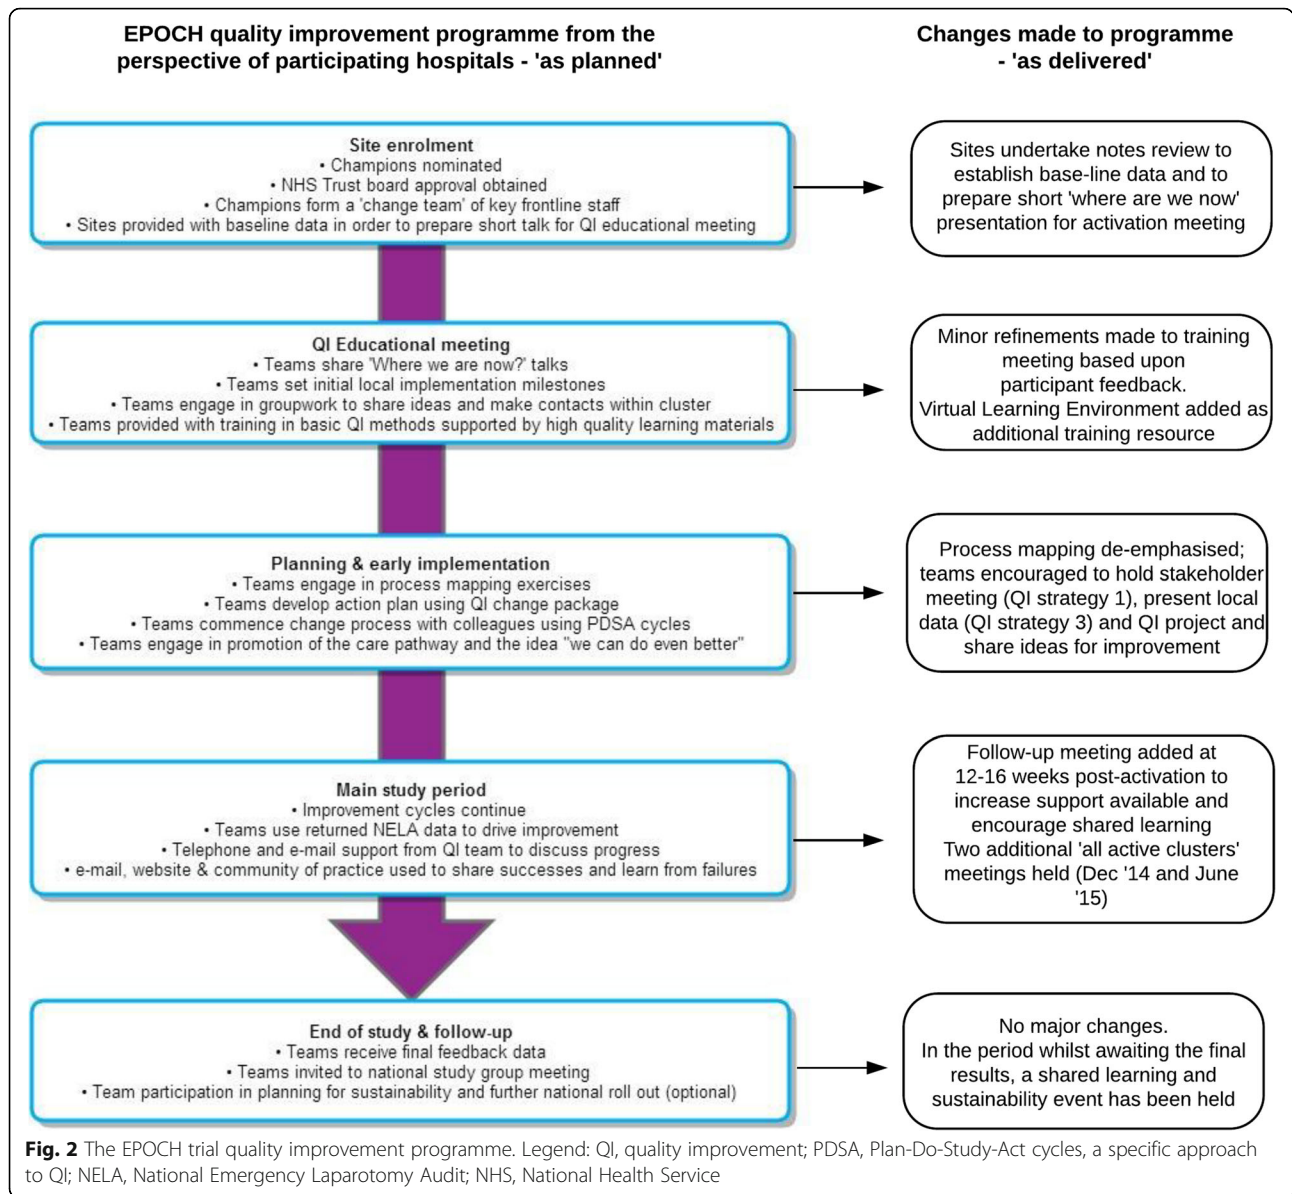 EPOCH quality improvement programme from the
perspective of participating hospitals - 'as planned'
Changes made to programme
- 'as delivered'
Site enrolment
• Champions nominated
• NHS Trust board approval obtained
• Champions form a 'change team' of key frontline staff
• Sites provided with baseline data in order to prepare short talk for QI educational meeting
Sites undertake notes review to
establish base-line data and to
prepare short 'where are we now'
presentation for activation meeting
QI Educational meeting
• Teams share 'Where we are now?' talks
• Teams set initial local implementation milestones
• Teams engage in groupwork to share ideas and make contacts within cluster
• Teams provided with training in basic QI methods supported by high quality learning materials
Minor refinements made to training
meeting based upon
participant feedback.
Virtual Learning Environment added as
additional training resource
Planning & early implementation
• Teams engage in process mapping exercises
• Teams develop action plan using QI change package
• Teams commence change process with colleagues using PDSA cycles
• Teams engage in promotion of the care pathway and the idea "we can do even better"
Process mapping de-emphasised;
teams encouraged to hold stakeholder
meeting (QI strategy 1), present local
data (QI strategy 3) and QI project and
share ideas for improvement
Main study period
• Improvement cycles continue
• Teams use returned NELA data to drive improvement
• Telephone and e-mail support from QI team to discuss progress
• e-mail, website & community of practice used to share successes and learn from failures
Follow-up meeting added at
12-16 weeks post-activation to
increase support available and
encourage shared learning
Two additional 'all active clusters'
meetings held (Dec '14 and June
'15)
End of study & follow-up
• Teams receive final feedback data
• Teams invited to national study group meeting
• Team participation in planning for sustainability and further national roll out (optional)
No major changes.
In the period whilst awaiting the final
results, a shared learning and
sustainability event has been held
Fig. 2 The EPOCH trial quality improvement programme. Legend: QI, quality improvement; PDSA, Plan-Do-Study-Act cycles, a specific approach
to QI; NELA, National Emergency Laparotomy Audit; NHS, National Health Service